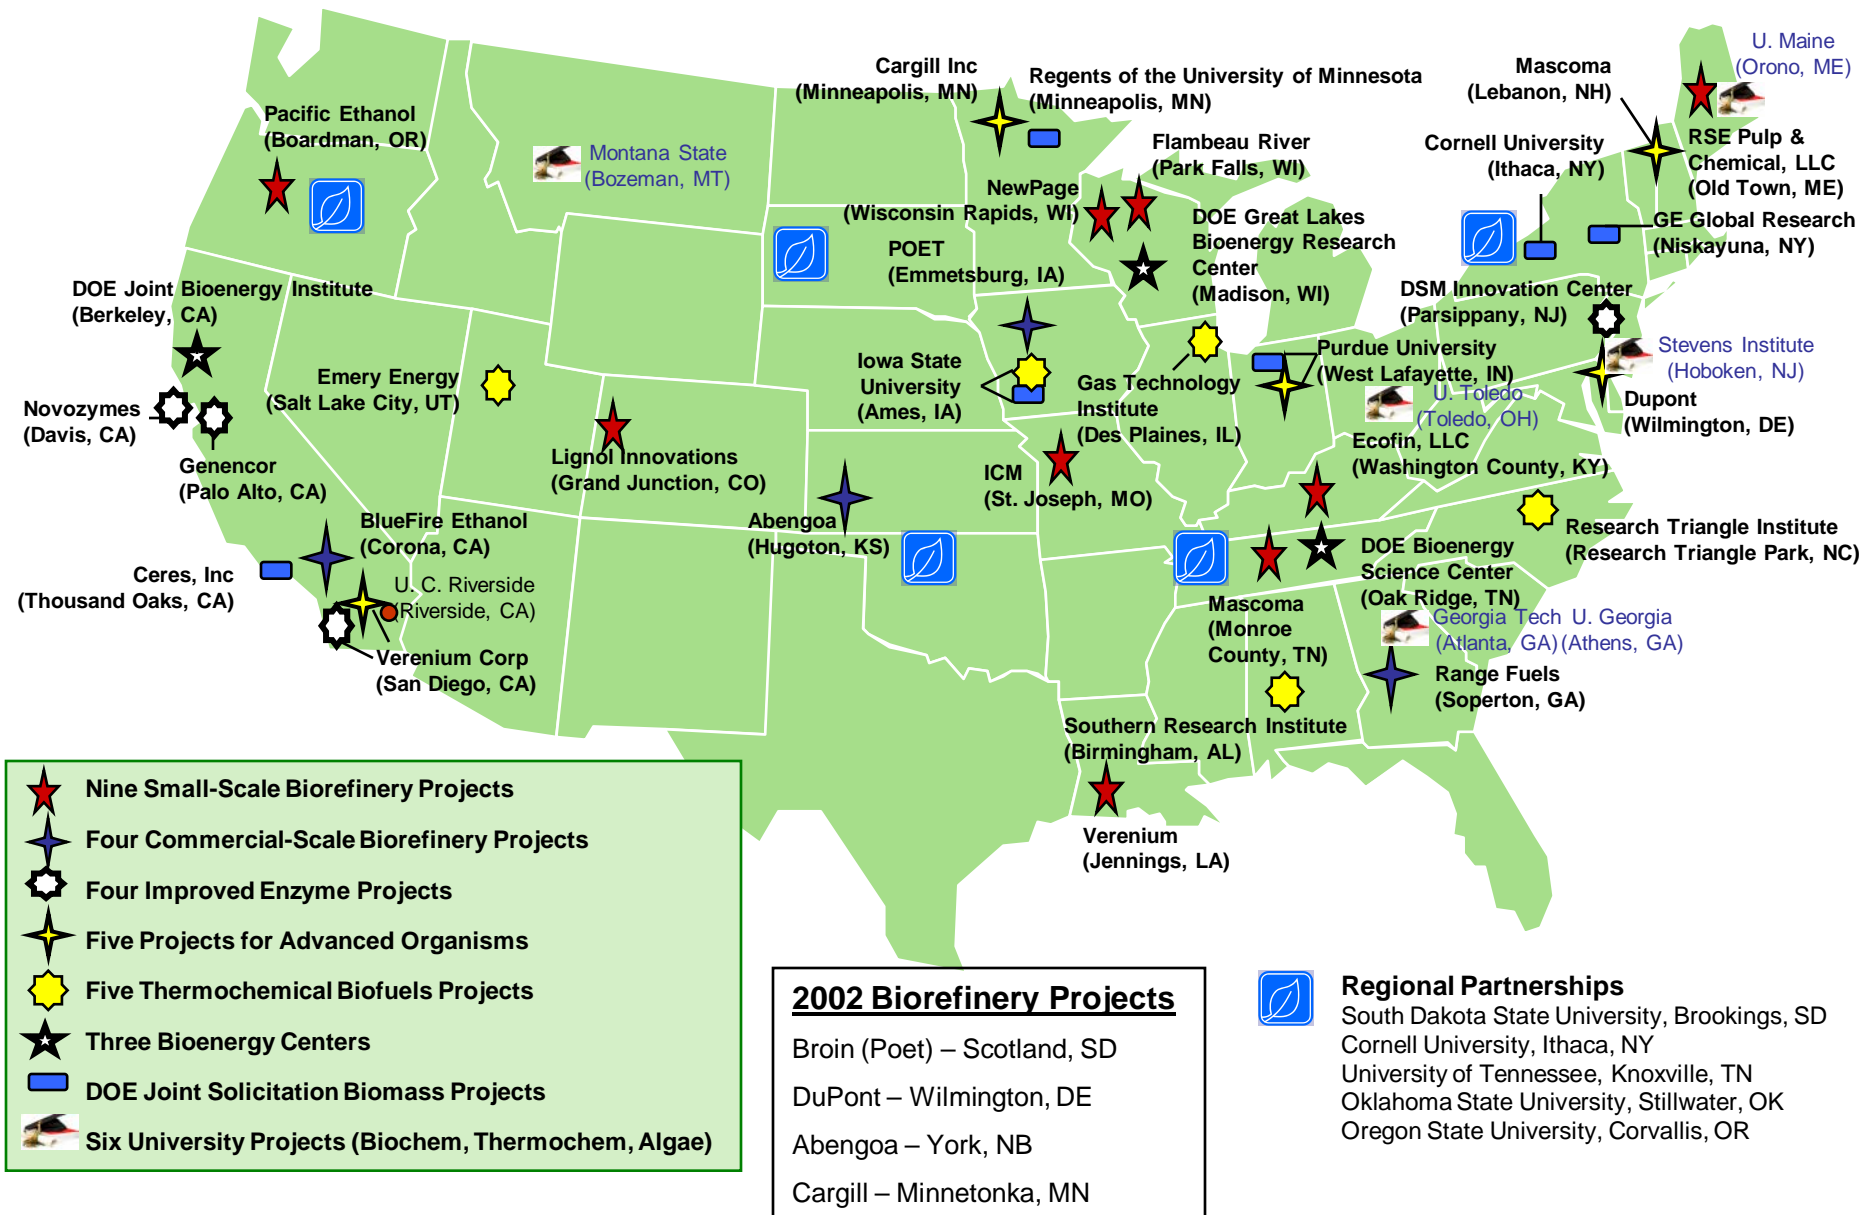 U. Maine
(Orono, ME)
Cargill Inc
(Minneapolis, MN)
Regents of the University of Minnesota
(Minneapolis, MN)
Mascoma
(Lebanon, NH)
Pacific Ethanol
(Boardman, OR)
Montana State
(Bozeman, MT)
Flambeau River
(Park Falls, WI)
Cornell University
(Ithaca, NY)
RSE Pulp &
Chemical, LLC
(Old Town, ME)
NewPage
(Wisconsin Rapids, WI)
DOE Great Lakes
Bioenergy Research
Center
(Madison, WI)
GE Global Research
(Niskayuna, NY)
POET
(Emmetsburg, IA)
DOE Joint Bioenergy Institute
(Berkeley, CA)
DSM Innovation Center
(Parsippany, NJ)
Stevens Institute
(Hoboken, NJ)
Purdue University
(West Lafayette, IN)
Iowa State
University
(Ames, IA)
Gas Technology
Institute
(Des Plaines, IL)
Emery Energy
(Salt Lake City, UT)
U. Toledo
(Toledo, OH)
Dupont
(Wilmington, DE)
Novozymes
(Davis, CA)
Genencor
(Palo Alto, CA)
Lignol Innovations
(Grand Junction, CO)
ICM
(St. Joseph, MO)
Ecofin, LLC
(Washington County, KY)
Abengoa
(Hugoton, KS)
BlueFire Ethanol
(Corona, CA)
Research Triangle Institute
(Research Triangle Park, NC)
DOE Bioenergy
Science Center
(Oak Ridge, TN)
Ceres, Inc
(Thousand Oaks, CA)
U. C. Riverside
(Riverside, CA)
Mascoma
(Monroe
County, TN)
Georgia Tech U. Georgia
(Atlanta, GA) (Athens, GA)
Verenium Corp
(San Diego, CA)
Range Fuels
(Soperton, GA)
Southern Research Institute
(Birmingham, AL)
Verenium
(Jennings, LA)
Nine Small-Scale Biorefinery Projects
Four Commercial-Scale Biorefinery Projects
Four Improved Enzyme Projects
Five Projects for Advanced Organisms
Five Thermochemical Biofuels Projects
Three Bioenergy Centers
DOE Joint Solicitation Biomass Projects
Six University Projects (Biochem, Thermochem, Algae)
2002 Biorefinery Projects
Broin (Poet) – Scotland, SD
DuPont – Wilmington, DE
Abengoa – York, NB
Cargill – Minnetonka, MN
Regional Partnerships
South Dakota State University, Brookings, SD
Cornell University, Ithaca, NY
University of Tennessee, Knoxville, TN
Oklahoma State University, Stillwater, OK
Oregon State University, Corvallis, OR